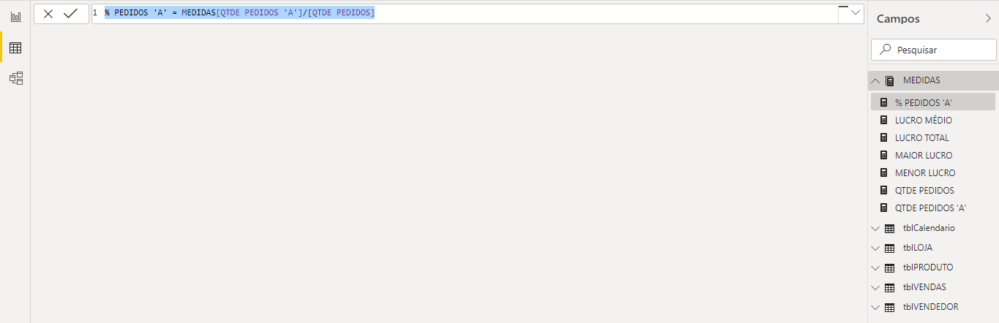 1 % PEDIDOS 'A' = MEDIDAS[QTDE PEDIDOS 'A']/[QTDE PEDIDOS]
Campos
Pesquisar
MEDIDAS
% PEDIDOS 'A'
LUCRO MÉDIO
LUCRO TOTAL
MAIOR LUCRO
MENOR LUCRO
QTDE PEDIDOS
QTDE PEDIDOS 'A'
tblCalendario
tblLOJA
tblPRODUTO
tblVENDAS
tblVENDEDOR